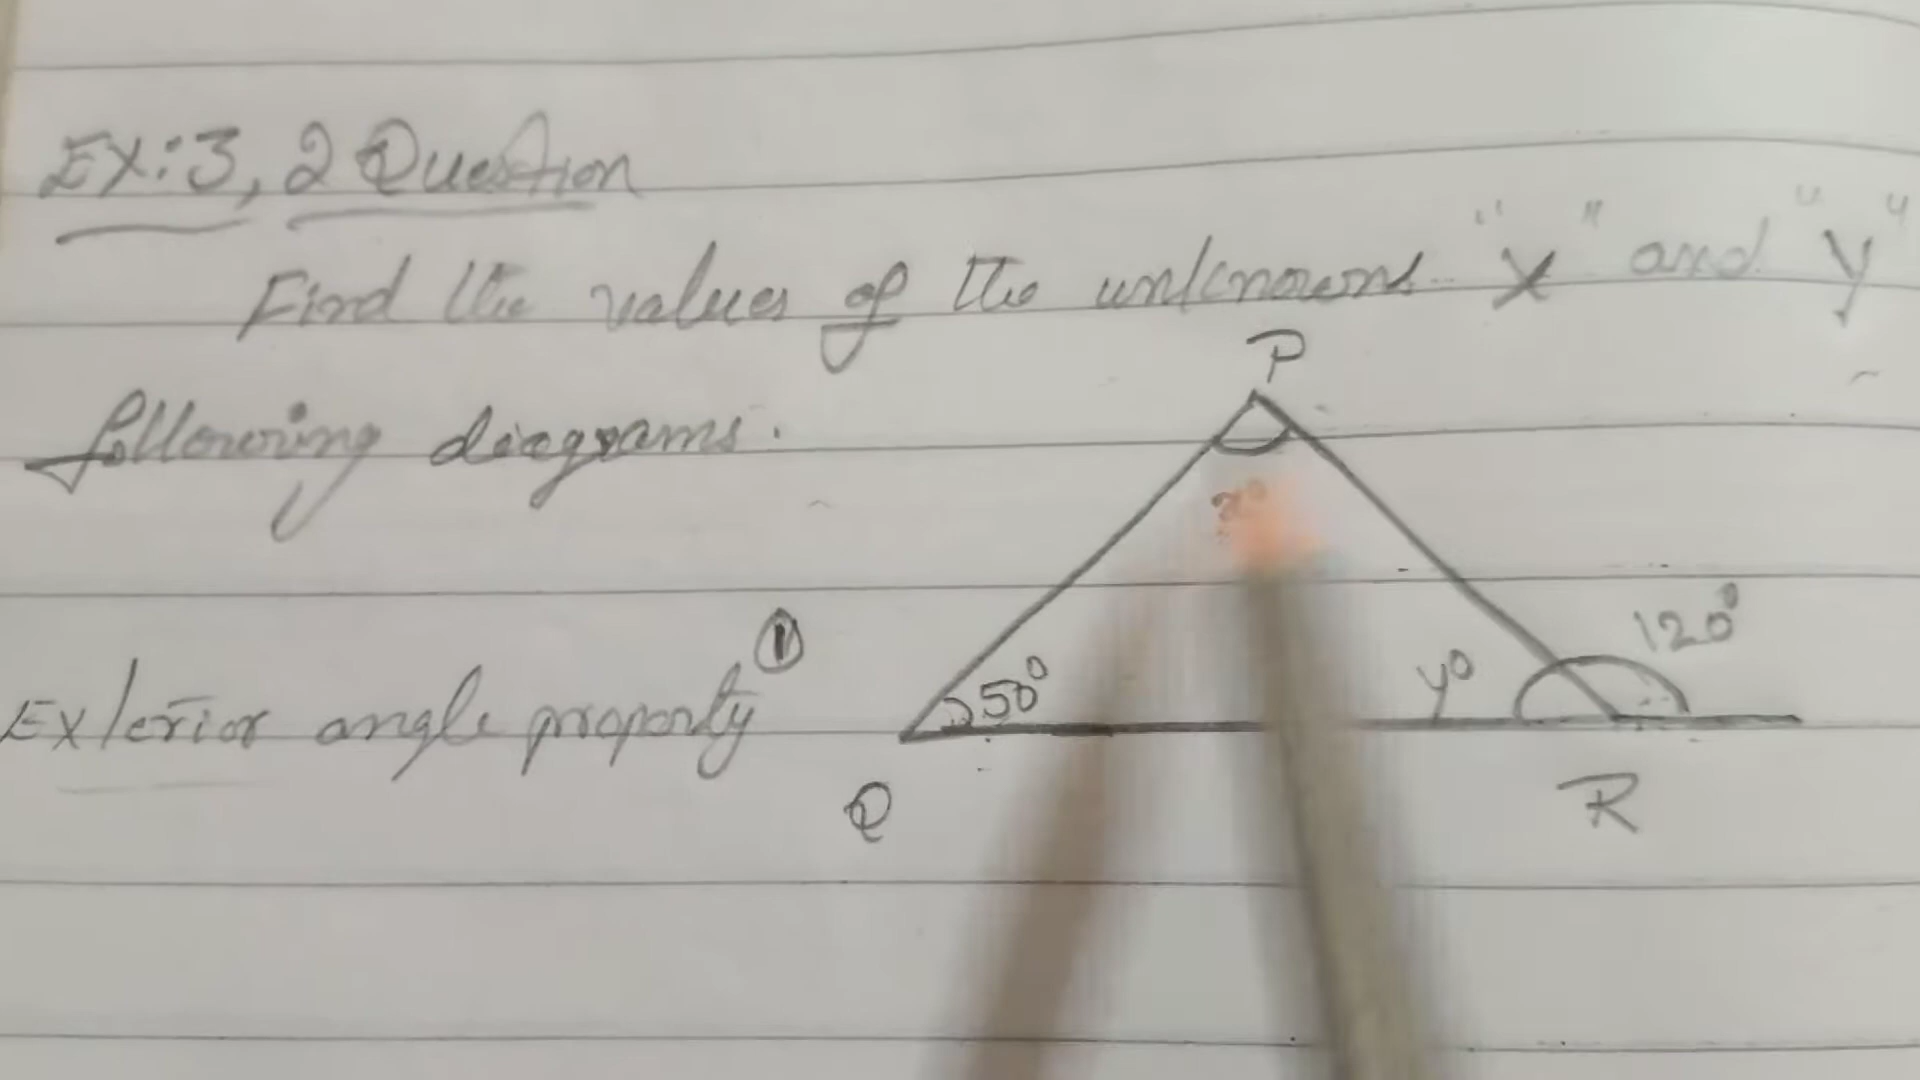 EX:3, 2 Question
Find the values of the unknowns "x" and "y"
following diagrams.
P
x°
120°
①
50°
y°
Exterior angle property
Q
R